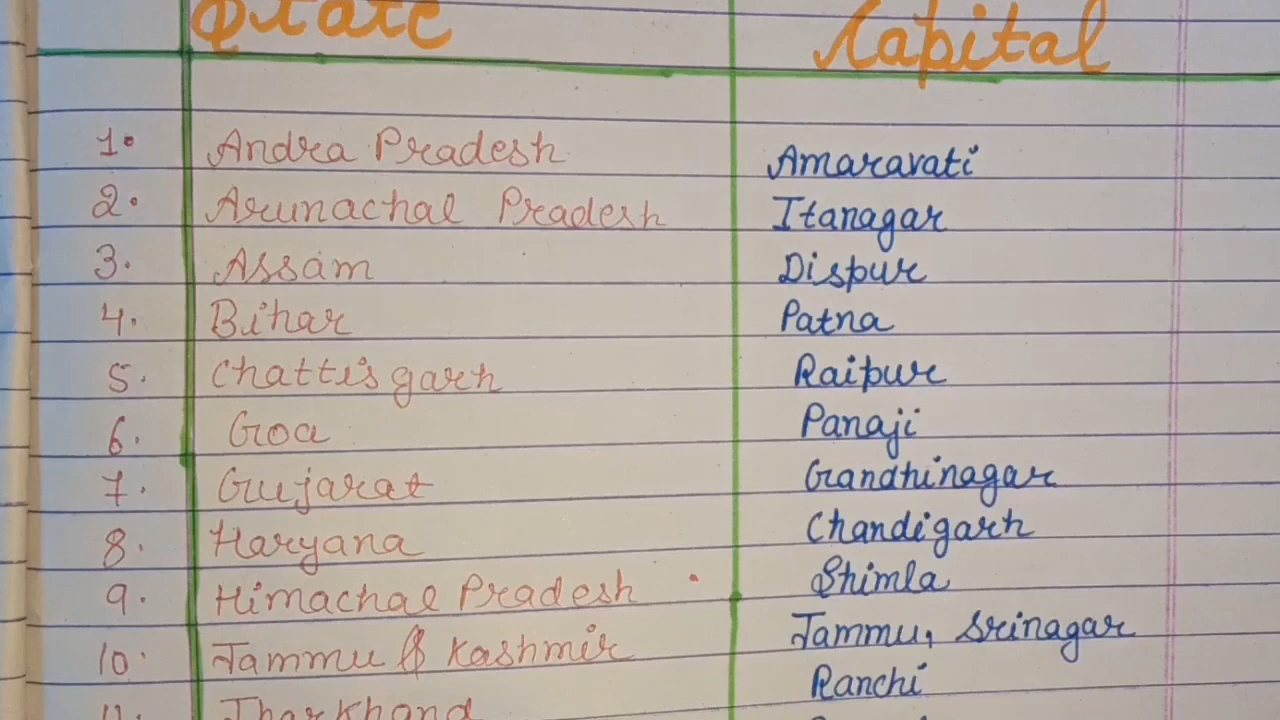 State Capital
1. Andra Pradesh Amaravati
2. Arunachal Pradesh Itanagar
3. Assam Dispur
4. Bihar Patna
5. Chattisgarh Raipur
6. Goa Panaji
7. Gujarat Gandhinagar
8. Haryana Chandigarh
9. Himachal Pradesh Shimla
10. Jammu & Kashmir Jammu, Srinagar
11. Jharkhand Ranchi